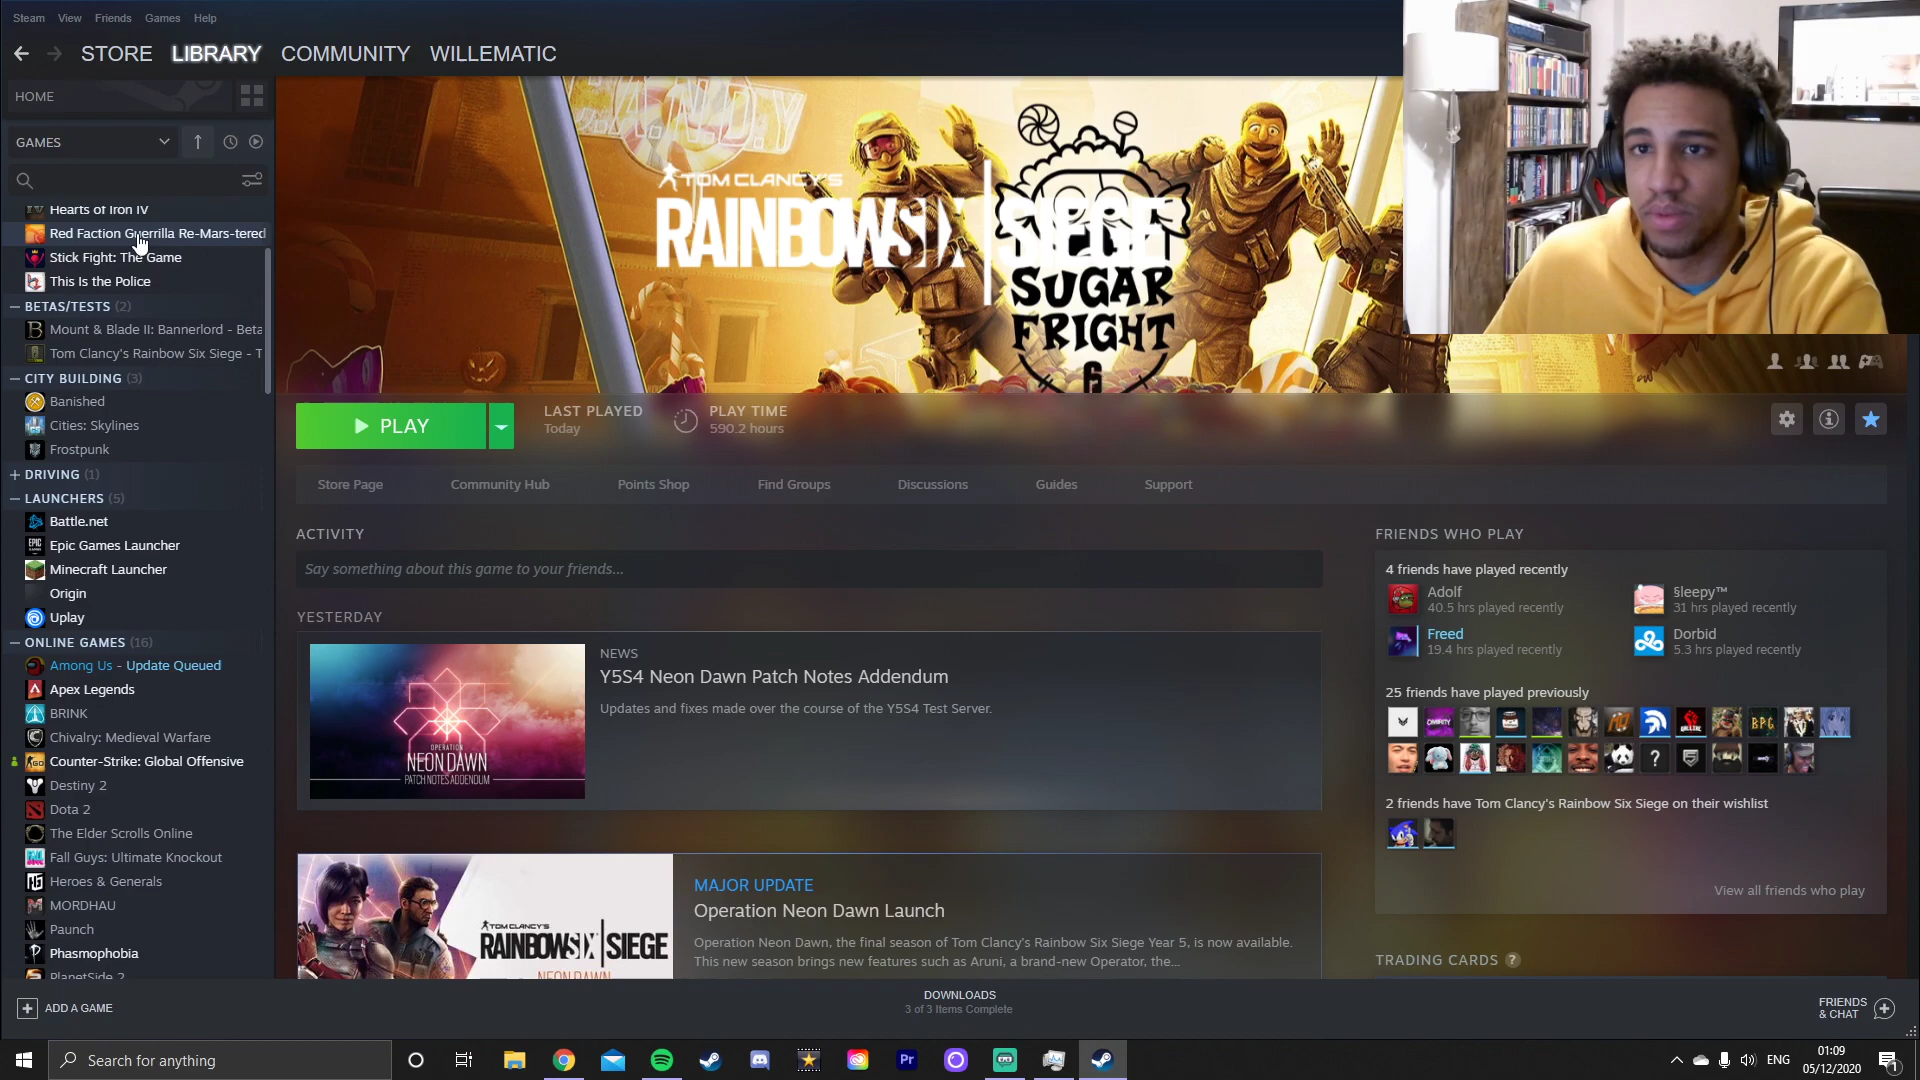 Steam View Friends Games Help
STORE LIBRARY COMMUNITY WILLEMATIC
HOME
GAMES
Hearts of Iron IV
Red Faction Guerrilla Re-Mars-tered
Stick Fight: The Game
This Is the Police
BETAS/TESTS (2)
Mount & Blade II: Bannerlord - Beta
Tom Clancy's Rainbow Six Siege - T
CITY BUILDING (3)
Banished
Cities: Skylines
Frostpunk
DRIVING (1)
LAUNCHERS (5)
Battle.net
Epic Games Launcher
Minecraft Launcher
Origin
Uplay
ONLINE GAMES (16)
Among Us - Update Queued
Apex Legends
BRINK
Chivalry: Medieval Warfare
Counter-Strike: Global Offensive
Destiny 2
Dota 2
The Elder Scrolls Online
Fall Guys: Ultimate Knockout
Heroes & Generals
MORDHAU
Paunch
Phasmophobia
PlanetSide 2
ADD A GAME
TOM CLANCY'S
RAINBOW SIX | SIEGE
SUGAR
FRIGHT
6
PLAY
LAST PLAYED
Today
PLAY TIME
590.2 hours
Store Page Community Hub Points Shop Find Groups Discussions Guides Support
ACTIVITY
Say something about this game to your friends...
YESTERDAY
OPERATION
NEON DAWN
PATCH NOTES ADDENDUM
NEWS
Y5S4 Neon Dawn Patch Notes Addendum
Updates and fixes made over the course of the Y5S4 Test Server.
TOM CLANCY'S
RAINBOW SIX | SIEGE
NEON DAWN
MAJOR UPDATE
Operation Neon Dawn Launch
Operation Neon Dawn, the final season of Tom Clancy's Rainbow Six Siege Year 5, is now available.
This new season brings new features such as Aruni, a brand-new Operator, the...
FRIENDS WHO PLAY
4 friends have played recently
Adolf
40.5 hrs played recently
§leepy™
31 hrs played recently
Freed
19.4 hrs played recently
Dorbid
5.3 hrs played recently
25 friends have played previously
BPG
?
2 friends have Tom Clancy's Rainbow Six Siege on their wishlist
View all friends who play
TRADING CARDS ?
DOWNLOADS
3 of 3 Items Complete
FRIENDS
& CHAT
Search for anything
Pr
ENG
01:09
05/12/2020
1